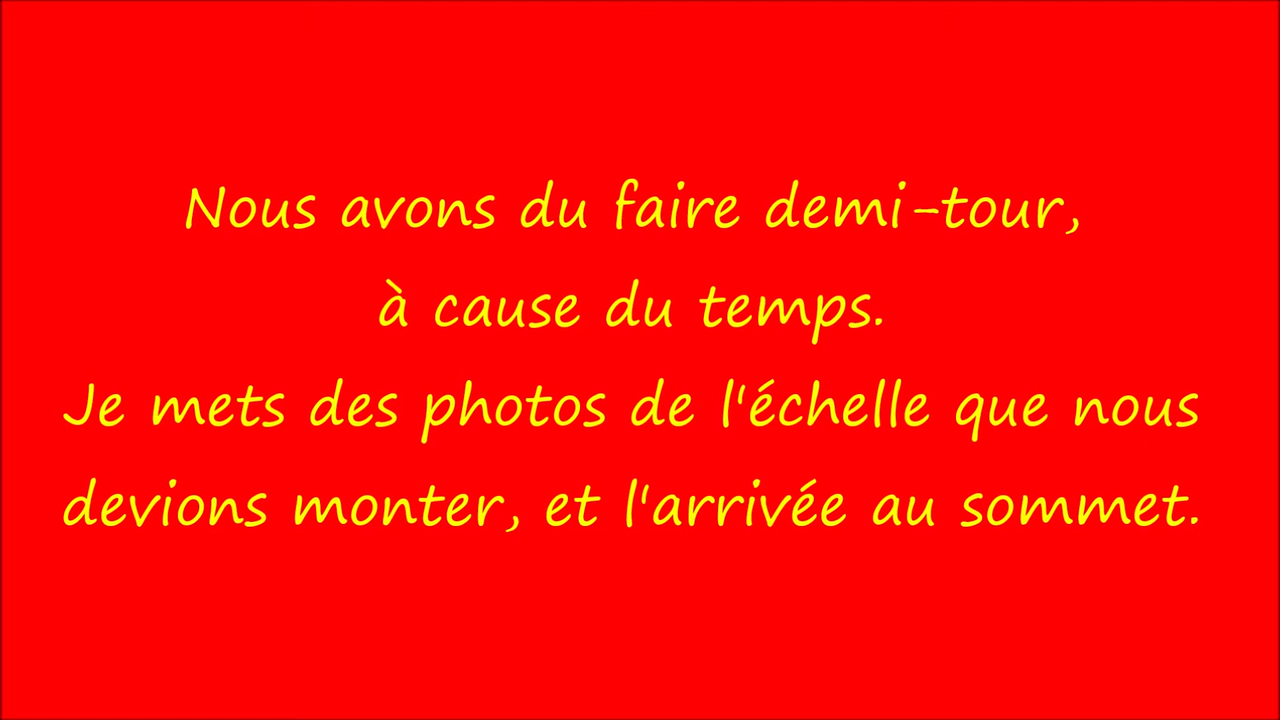 Nous avons du faire demi-tour,
à cause du temps.
Je mets des photos de l'échelle que nous
devions monter, et l'arrivée au sommet.